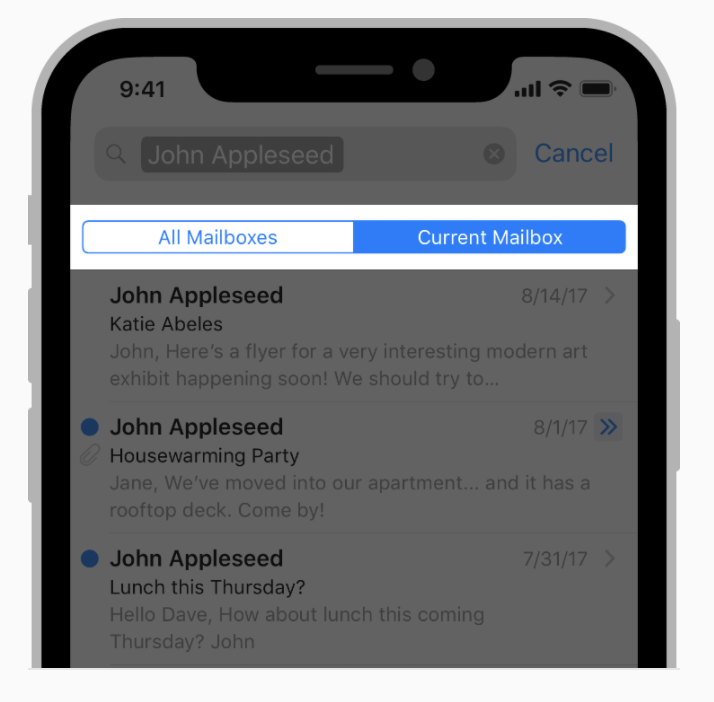 9:41
John Appleseed
Cancel
All Mailboxes
Current Mailbox
John Appleseed 8/14/17
Katie Abeles
John, Here's a flyer for a very interesting modern art
exhibit happening soon! We should try to...
John Appleseed 8/1/17
Housewarming Party
Jane, We've moved into our apartment... and it has a
rooftop deck. Come by!
John Appleseed 7/31/17
Lunch this Thursday?
Hello Dave, How about lunch this coming
Thursday? John